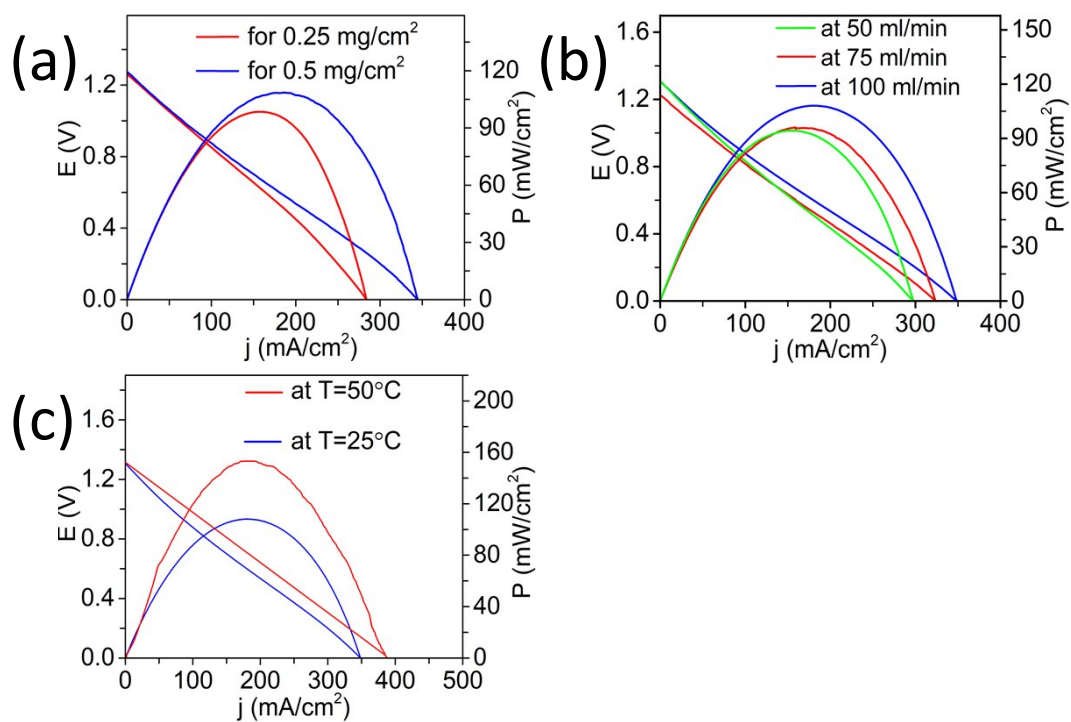 (a)
for 0.25 mg/cm²
for 0.5 mg/cm²
E (V)
1.2
0.8
0.4
0.0
120
90
60
30
0
P (mW/cm²)
0 100 200 300 400
j (mA/cm²)
(b)
at 50 ml/min
at 75 ml/min
at 100 ml/min
E (V)
1.6
1.2
0.8
0.4
0.0
150
120
90
60
30
0
P (mW/cm²)
0 100 200 300 400
j (mA/cm²)
(c)
at T=50°C
at T=25°C
E (V)
1.6
1.2
0.8
0.4
0.0
200
160
120
80
40
0
P (mW/cm²)
0 100 200 300 400 500
j (mA/cm²)